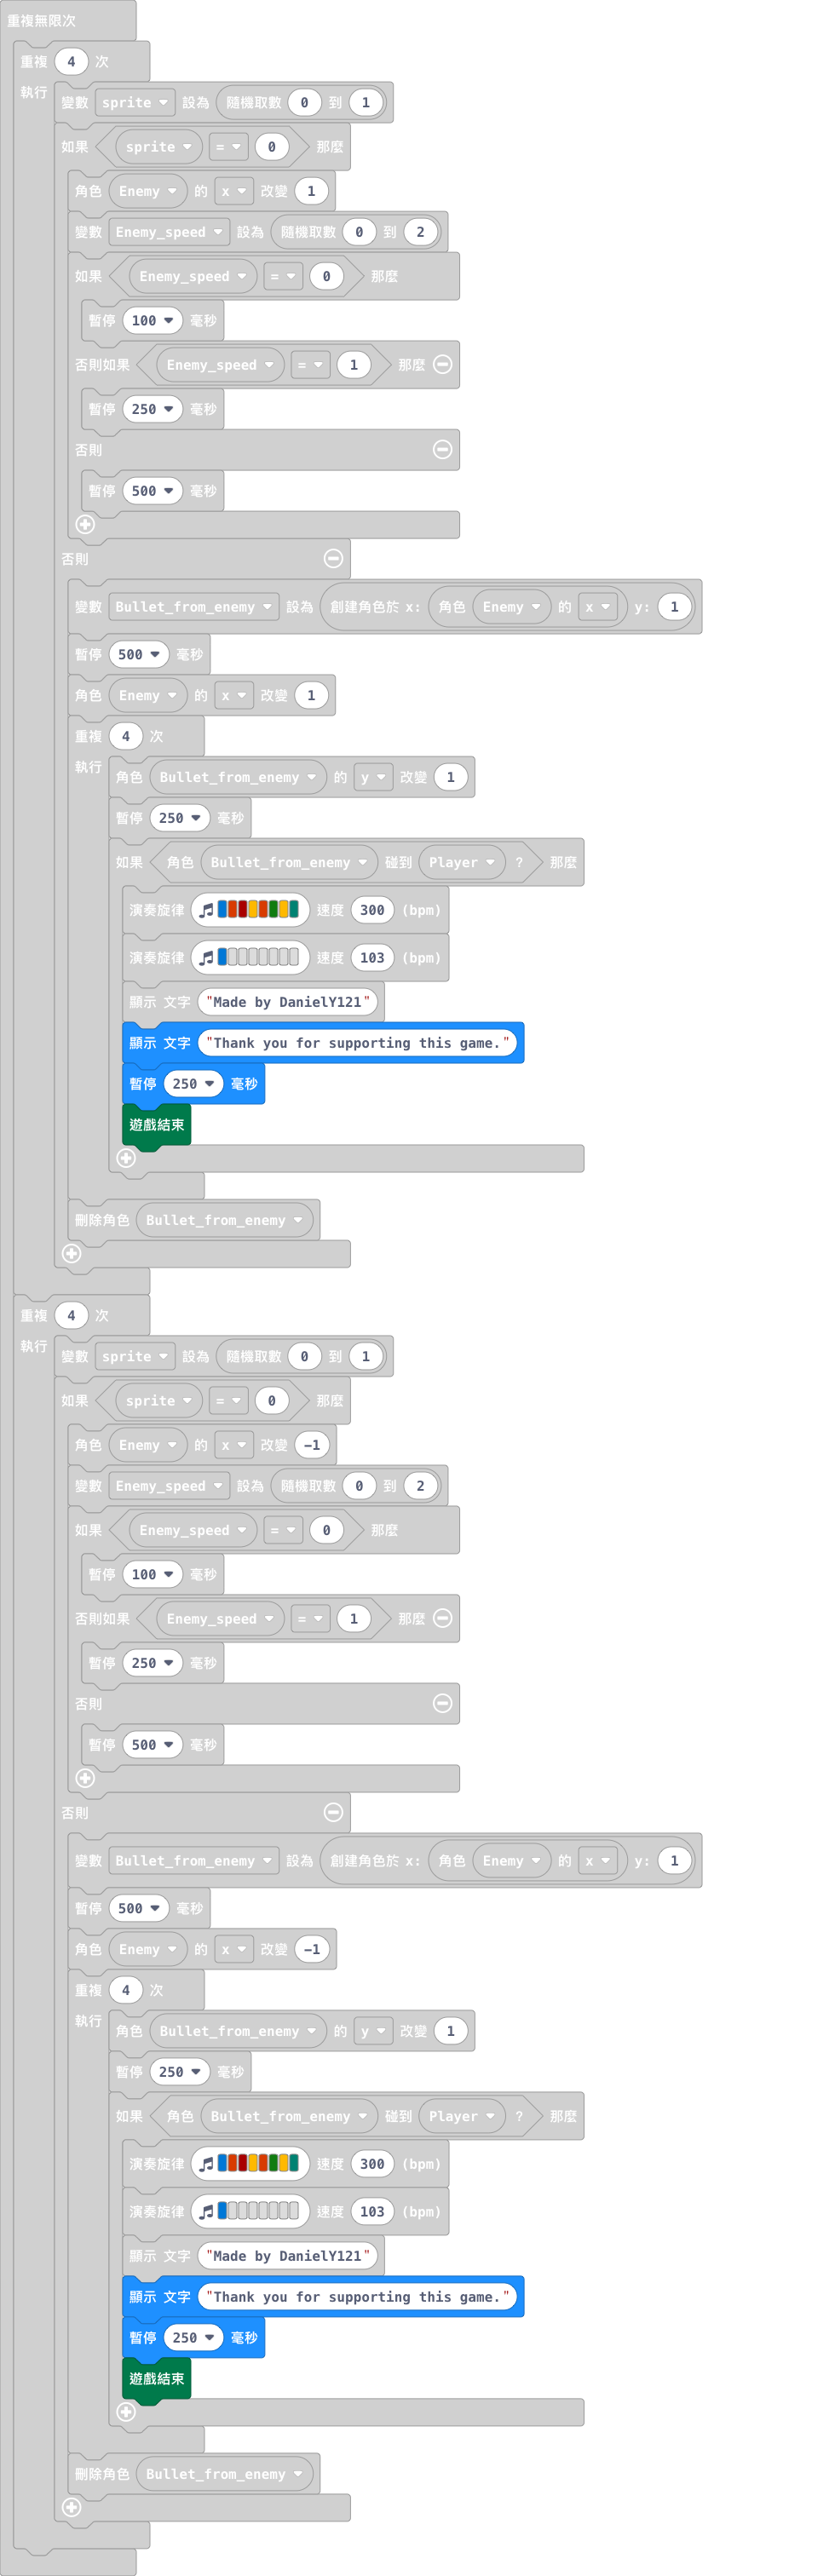 重複無限次
重複 4 次
執行
變數 sprite 設為 隨機取數 0 到 1
如果 sprite = 0 那麼
角色 Enemy 的 x 改變 1
變數 Enemy_speed 設為 隨機取數 0 到 2
如果 Enemy_speed = 0 那麼
暫停 100 毫秒
否則如果 Enemy_speed = 1 那麼
暫停 250 毫秒
否則
暫停 500 毫秒
否則
變數 Bullet_from_enemy 設為 創建角色於 x: 角色 Enemy 的 x y: 1
暫停 500 毫秒
角色 Enemy 的 x 改變 1
重複 4 次
執行
角色 Bullet_from_enemy 的 y 改變 1
暫停 250 毫秒
如果 角色 Bullet_from_enemy 碰到 Player ? 那麼
演奏旋律 速度 300 (bpm)
演奏旋律 速度 103 (bpm)
顯示 文字 "Made by DanielY121"
顯示 文字 "Thank you for supporting this game."
暫停 250 毫秒
遊戲結束
刪除角色 Bullet_from_enemy
重複 4 次
執行
變數 sprite 設為 隨機取數 0 到 1
如果 sprite = 0 那麼
角色 Enemy 的 x 改變 -1
變數 Enemy_speed 設為 隨機取數 0 到 2
如果 Enemy_speed = 0 那麼
暫停 100 毫秒
否則如果 Enemy_speed = 1 那麼
暫停 250 毫秒
否則
暫停 500 毫秒
否則
變數 Bullet_from_enemy 設為 創建角色於 x: 角色 Enemy 的 x y: 1
暫停 500 毫秒
角色 Enemy 的 x 改變 -1
重複 4 次
執行
角色 Bullet_from_enemy 的 y 改變 1
暫停 250 毫秒
如果 角色 Bullet_from_enemy 碰到 Player ? 那麼
演奏旋律 速度 300 (bpm)
演奏旋律 速度 103 (bpm)
顯示 文字 "Made by DanielY121"
顯示 文字 "Thank you for supporting this game."
暫停 250 毫秒
遊戲結束
刪除角色 Bullet_from_enemy